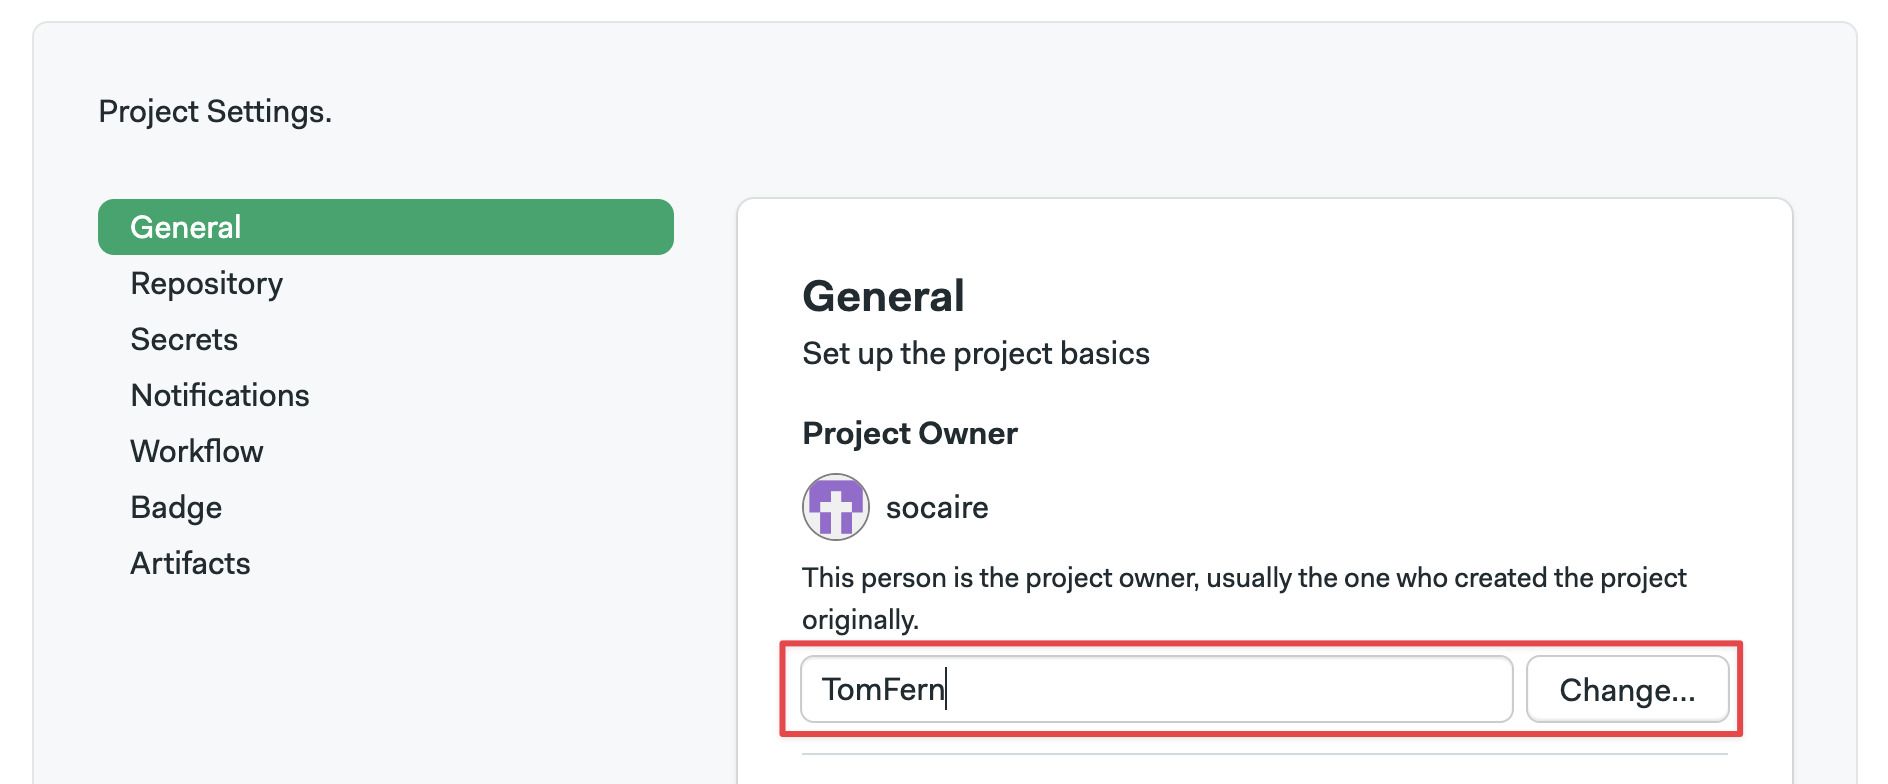 Project Settings.
General
Repository
Secrets
Notifications
Workflow
Badge
Artifacts
General
Set up the project basics
Project Owner
socaire
This person is the project owner, usually the one who created the project
originally.
TomFern
Change...